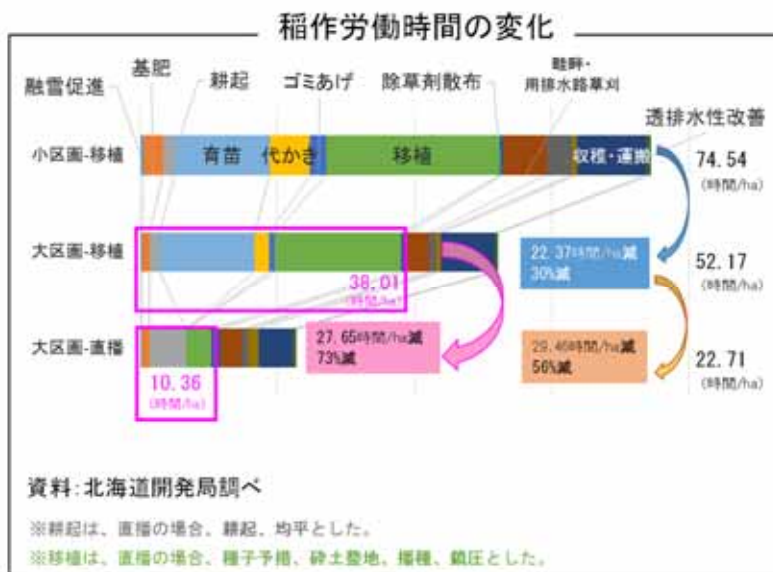 稲作労働時間の変化
融雪促進
基肥
耕起
ゴミあげ
除草剤散布
畦畔・
用排水路草刈
透排水性改善
小区画-移植
育苗
代かき
移植
収穫・運搬
74.54
(時間/ha)
大区画-移植
38.01
(時間/ha)
22.37時間/ha減
30%減
52.17
(時間/ha)
大区画-直播
10.36
(時間/ha)
27.65時間/ha減
73%減
29.46時間/ha減
56%減
22.71
(時間/ha)
資料:北海道開発局調べ
※耕起は、直播の場合、耕起、均平とした。
※移植は、直播の場合、種子予措、砕土整地、播種、鎮圧とした。